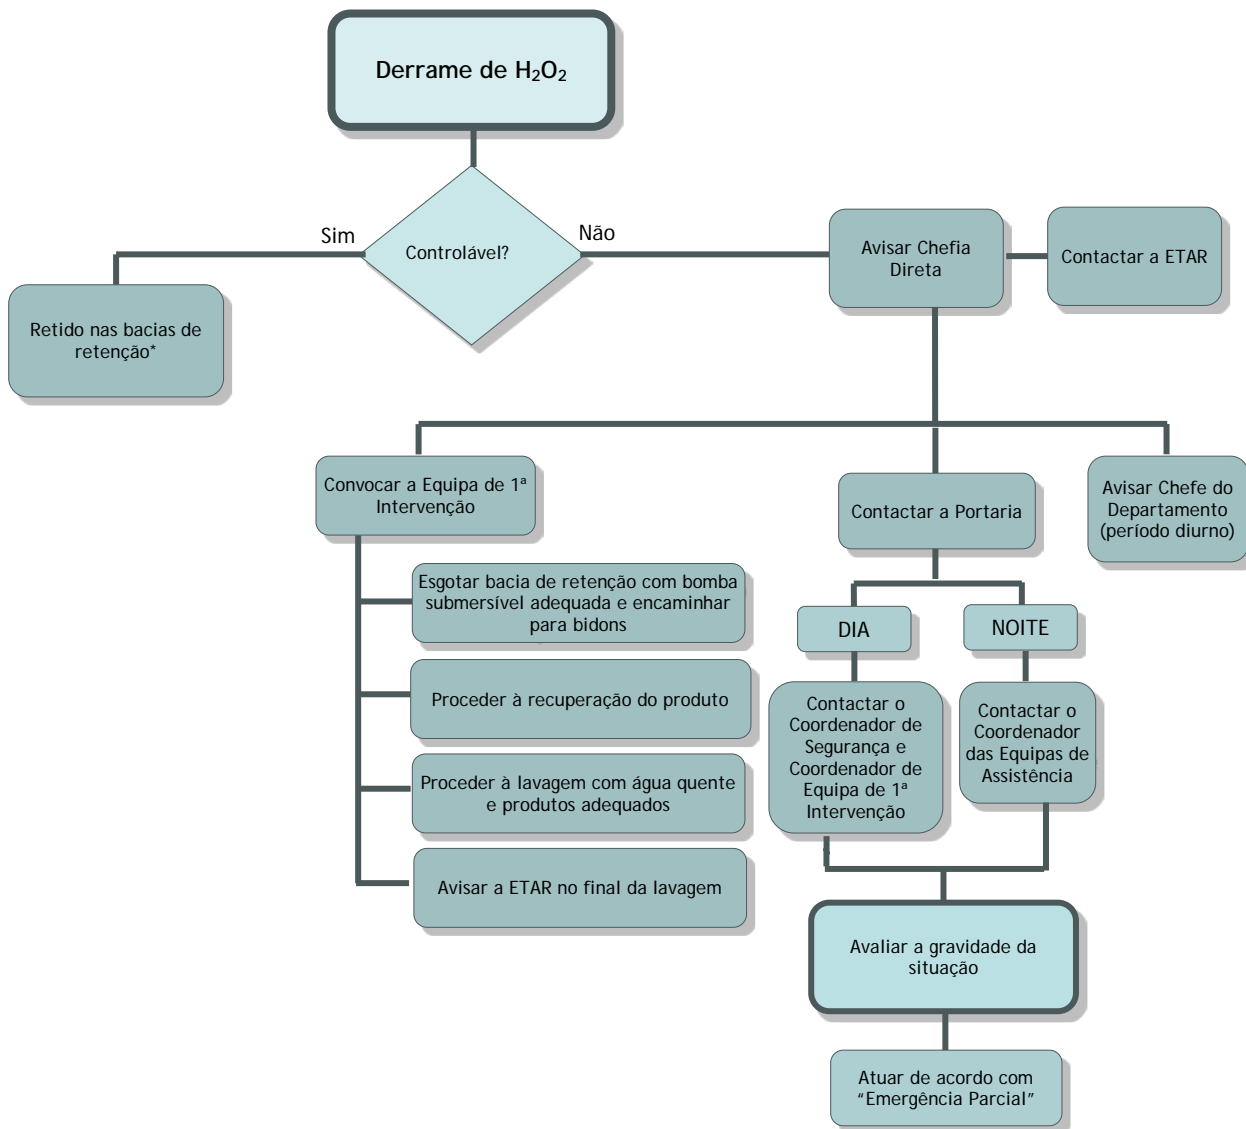 Derrame de H₂O₂
Sim
Controlável?
Não
Avisar Chefia
Direta
Contactar a ETAR
Retido nas bacias de
retenção*
Convocar a Equipa de 1ª
Intervenção
Contactar a Portaria
Avisar Chefe do
Departamento
(período diurno)
Esgotar bacia de retenção com bomba
submersível adequada e encaminhar
para bidons
Proceder à recuperação do produto
Proceder à lavagem com água quente
e produtos adequados
Avisar a ETAR no final da lavagem
DIA
NOITE
Contactar o
Coordenador de
Segurança e
Coordenador de
Equipa de 1ª
Intervenção
Contactar o
Coordenador
das Equipas de
Assistência
Avaliar a gravidade da
situação
Atuar de acordo com
“Emergência Parcial”